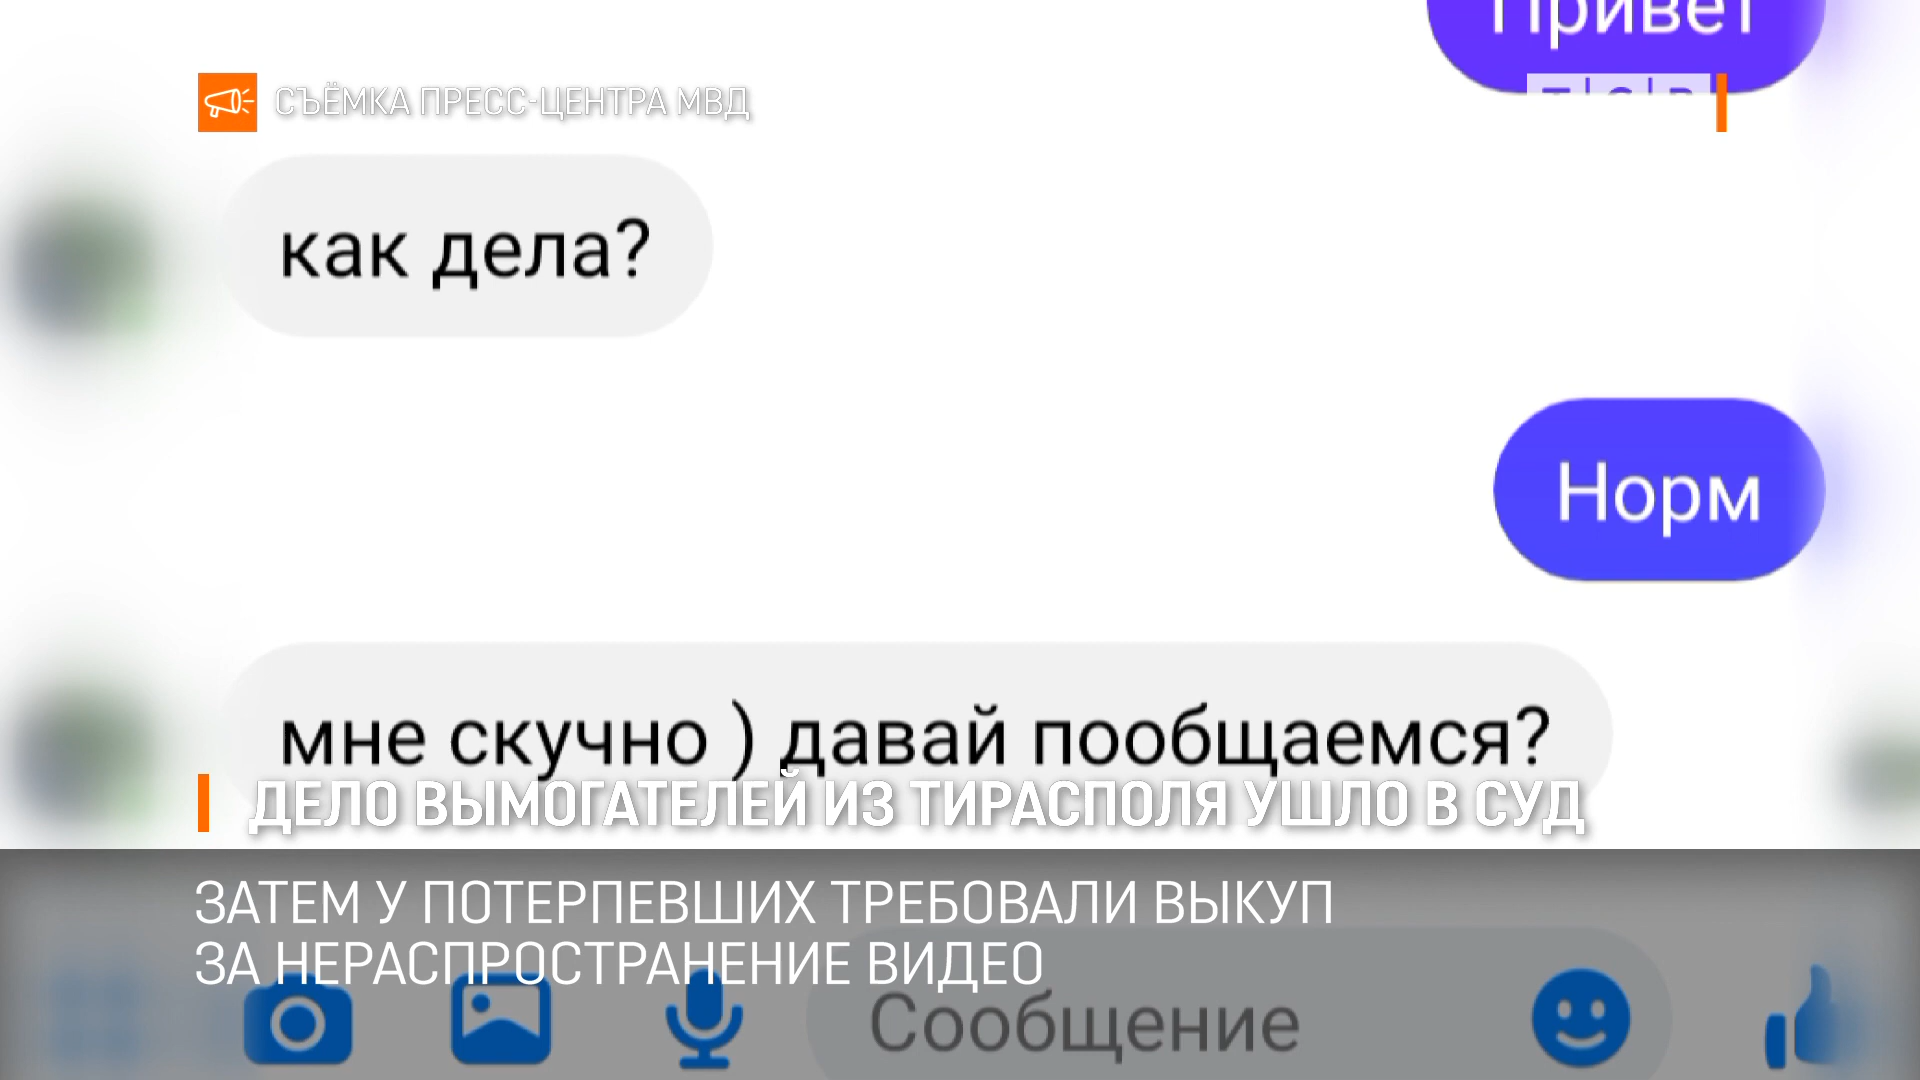 Привет
СЪЁМКА ПРЕСС-ЦЕНТРА МВД
как дела?
Норм
мне скучно ) давай пообщаемся?
ДЕЛО ВЫМОГАТЕЛЕЙ ИЗ ТИРАСПОЛЯ УШЛО В СУД
ЗАТЕМ У ПОТЕРПЕВШИХ ТРЕБОВАЛИ ВЫКУП
ЗА НЕРАСПРОСТРАНЕНИЕ ВИДЕО
Сообщение